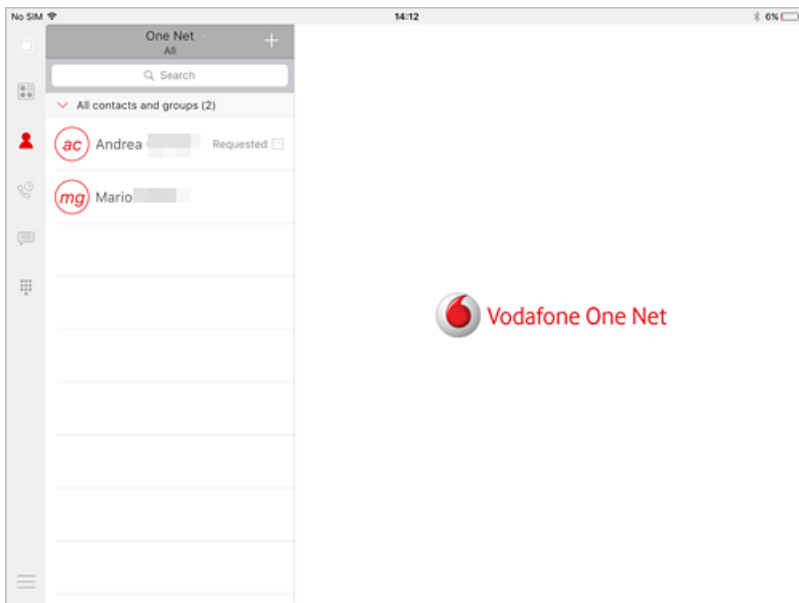 No SIM 14:12 6%
One Net
All
Search
All contacts and groups (2)
ac Andrea Requested
mg Mario
Vodafone One Net